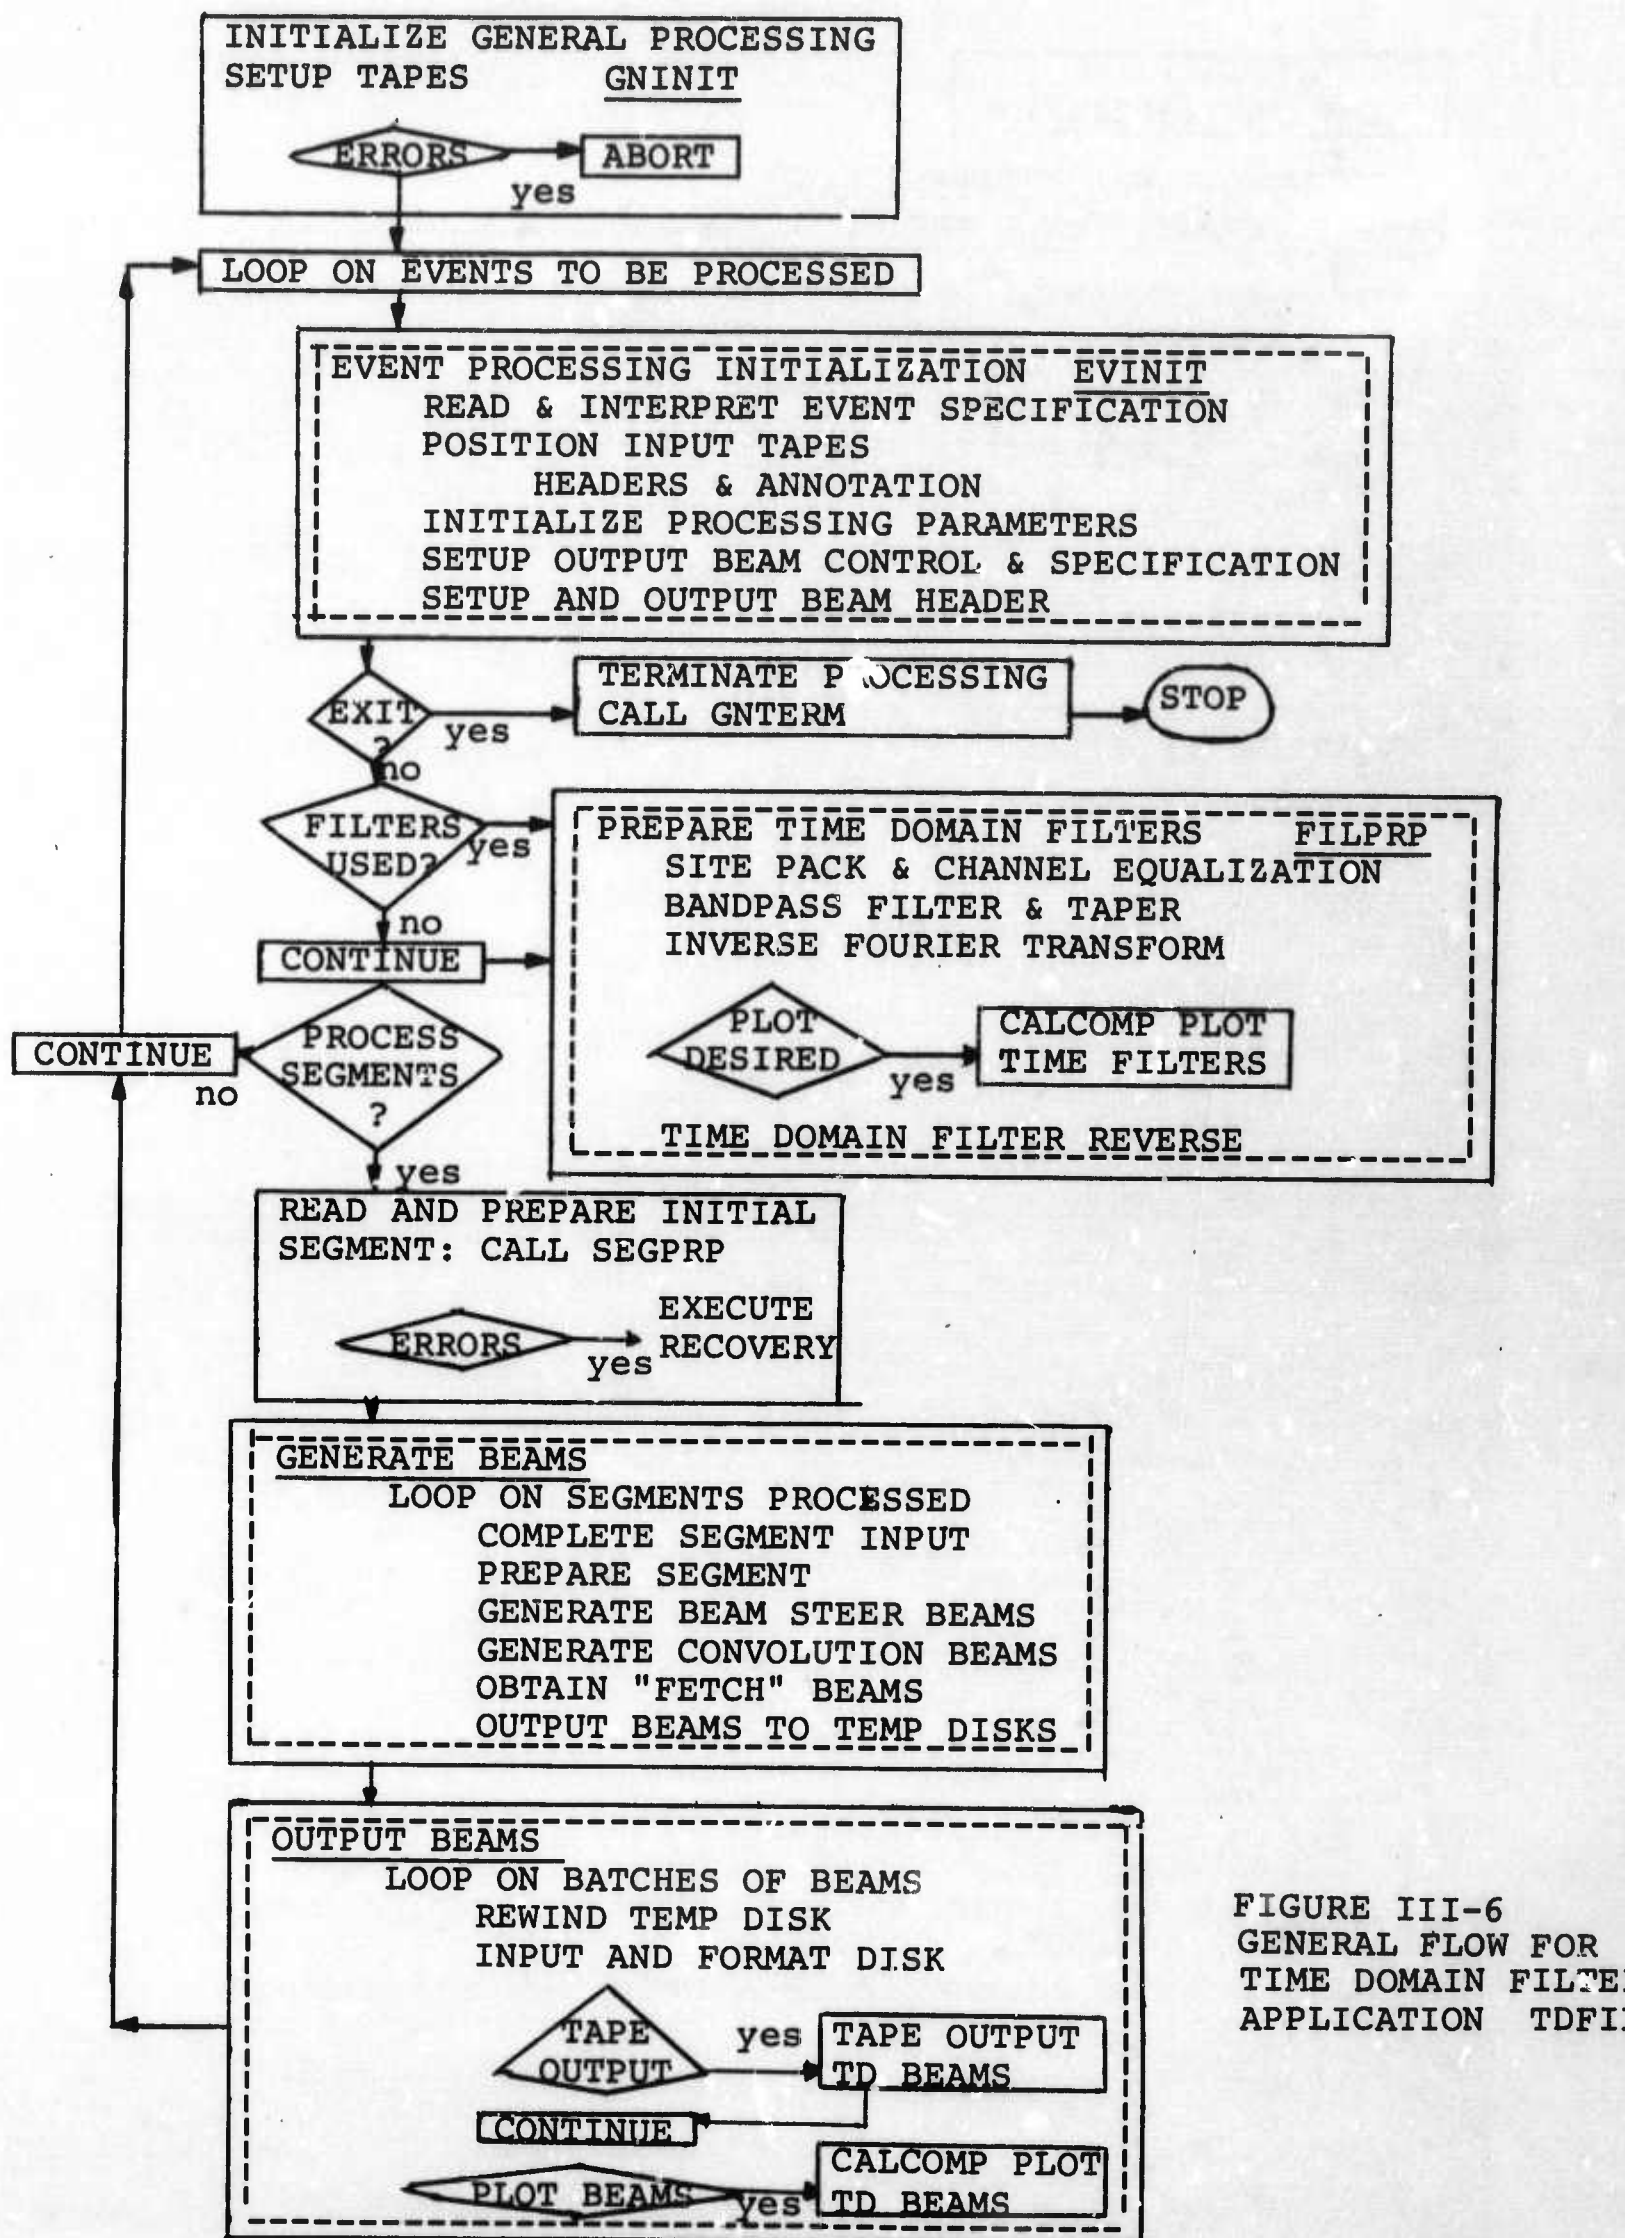 INITIALIZE GENERAL PROCESSING
SETUP TAPES GNINIT
ERRORS
ABORT
yes
LOOP ON EVENTS TO BE PROCESSED
EVENT PROCESSING INITIALIZATION EVINIT
READ & INTERPRET EVENT SPECIFICATION
POSITION INPUT TAPES
HEADERS & ANNOTATION
INITIALIZE PROCESSING PARAMETERS
SETUP OUTPUT BEAM CONTROL & SPECIFICATION
SETUP AND OUTPUT BEAM HEADER
EXIT
?
yes
no
TERMINATE P OCESSING
CALL GNTERM
STOP
FILTERS
USED?
yes
no
CONTINUE
PREPARE TIME DOMAIN FILTERS FILPRP
SITE PACK & CHANNEL EQUALIZATION
BANDPASS FILTER & TAPER
INVERSE FOURIER TRANSFORM
PLOT
DESIRED
yes
CALCOMP PLOT
TIME FILTERS
TIME DOMAIN FILTER REVERSE
PROCESS
SEGMENTS
?
CONTINUE
no
yes
READ AND PREPARE INITIAL
SEGMENT: CALL SEGPRP
ERRORS
yes
EXECUTE
RECOVERY
GENERATE BEAMS
LOOP ON SEGMENTS PROCESSED
COMPLETE SEGMENT INPUT
PREPARE SEGMENT
GENERATE BEAM STEER BEAMS
GENERATE CONVOLUTION BEAMS
OBTAIN "FETCH" BEAMS
OUTPUT BEAMS TO TEMP DISKS
OUTPUT BEAMS
LOOP ON BATCHES OF BEAMS
REWIND TEMP DISK
INPUT AND FORMAT DISK
TAPE
OUTPUT
yes
TAPE OUTPUT
TD BEAMS
CONTINUE
PLOT BEAMS
yes
CALCOMP PLOT
TD BEAMS
FIGURE III-6
GENERAL FLOW FOR
TIME DOMAIN
APPLICATION